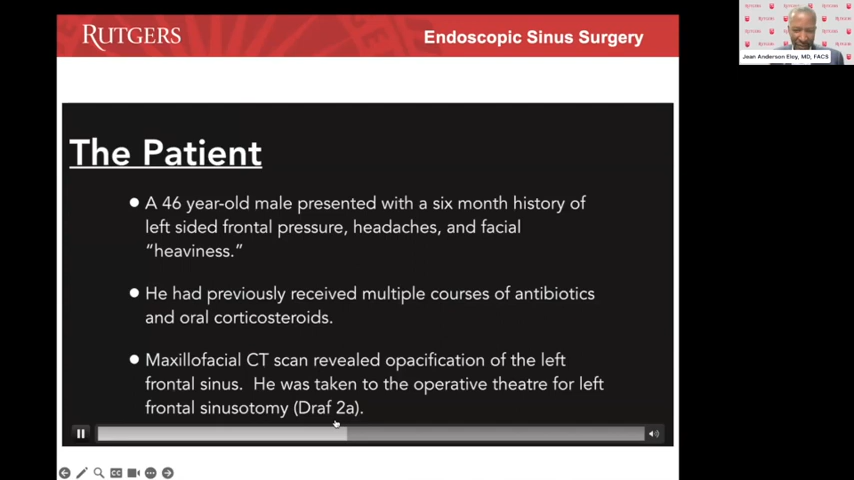 RUTGERS
Endoscopic Sinus Surgery
Jean Anderson Eloy, MD, FACS
The Patient
A 46 year-old male presented with a six month history of
left sided frontal pressure, headaches, and facial
“heaviness.”
He had previously received multiple courses of antibiotics
and oral corticosteroids.
Maxillofacial CT scan revealed opacification of the left
frontal sinus. He was taken to the operative theatre for left
frontal sinusotomy (Draf 2a).
CC